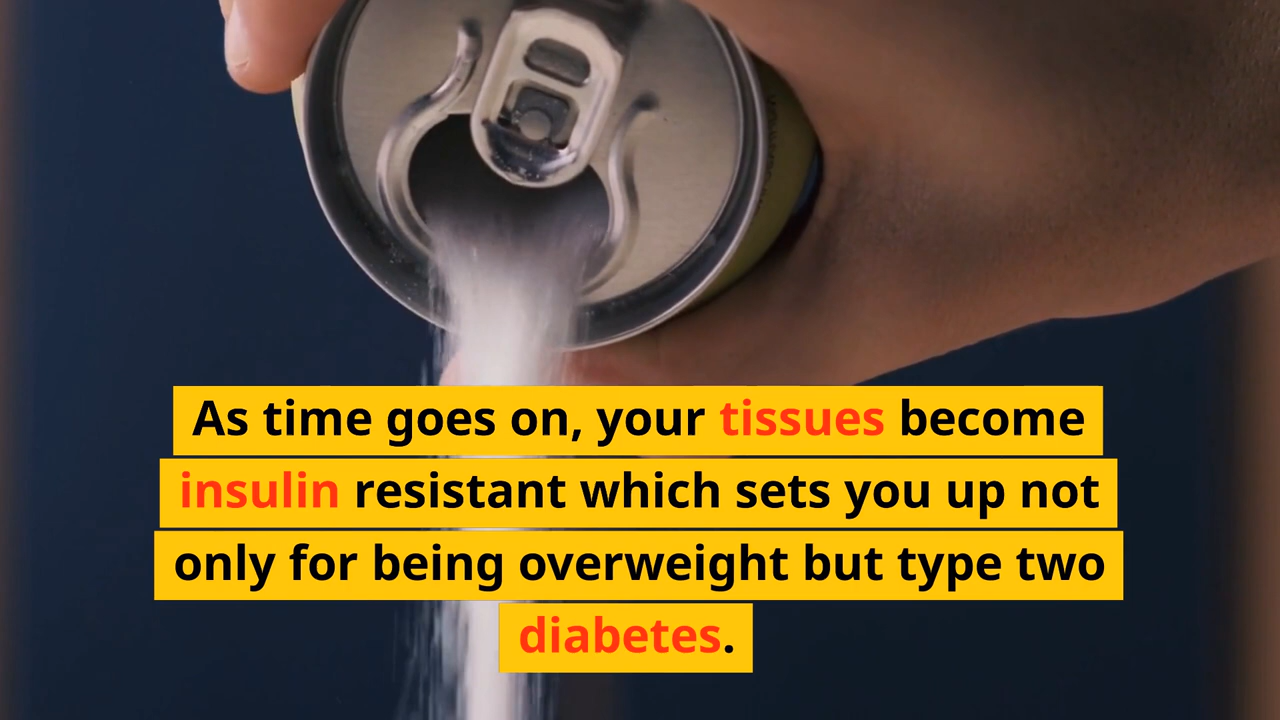 As time goes on, your tissues become
insulin resistant which sets you up not
only for being overweight but type two
diabetes.